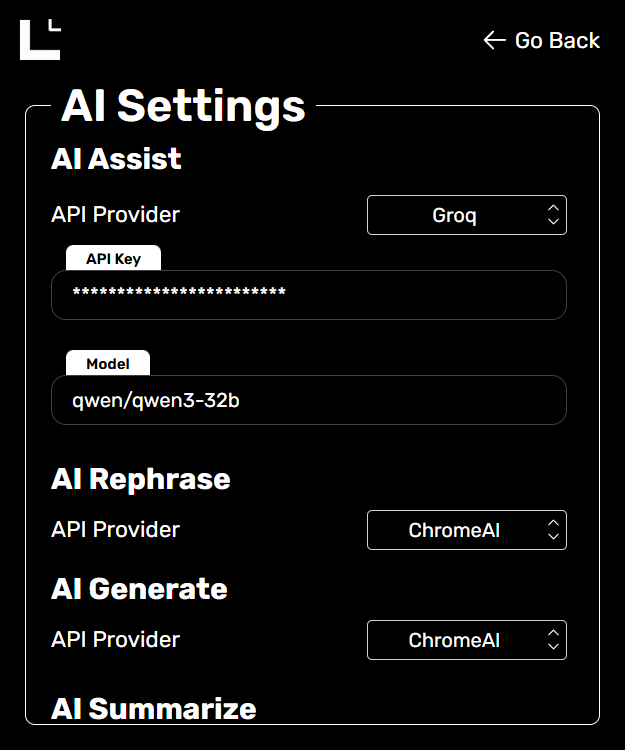 Go Back
AI Settings
AI Assist
API Provider
Groq
API Key
************************
Model
qwen/qwen3-32b
AI Rephrase
API Provider
ChromeAI
AI Generate
API Provider
ChromeAI
AI Summarize